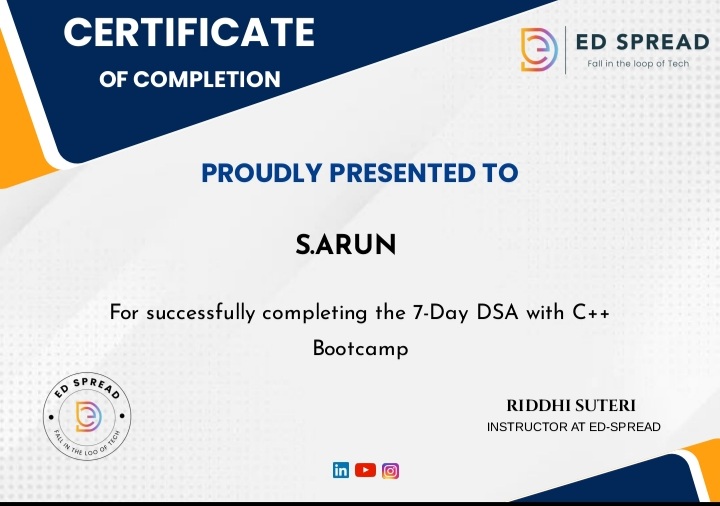 CERTIFICATE
OF COMPLETION
ED SPREAD
Fall in the loop of Tech
PROUDLY PRESENTED TO
S.ARUN
For successfully completing the 7-Day DSA with C++
Bootcamp
ED SPREAD
FALL IN THE LOO OF TECH
RIDDHI SUTERI
INSTRUCTOR AT ED-SPREAD
in